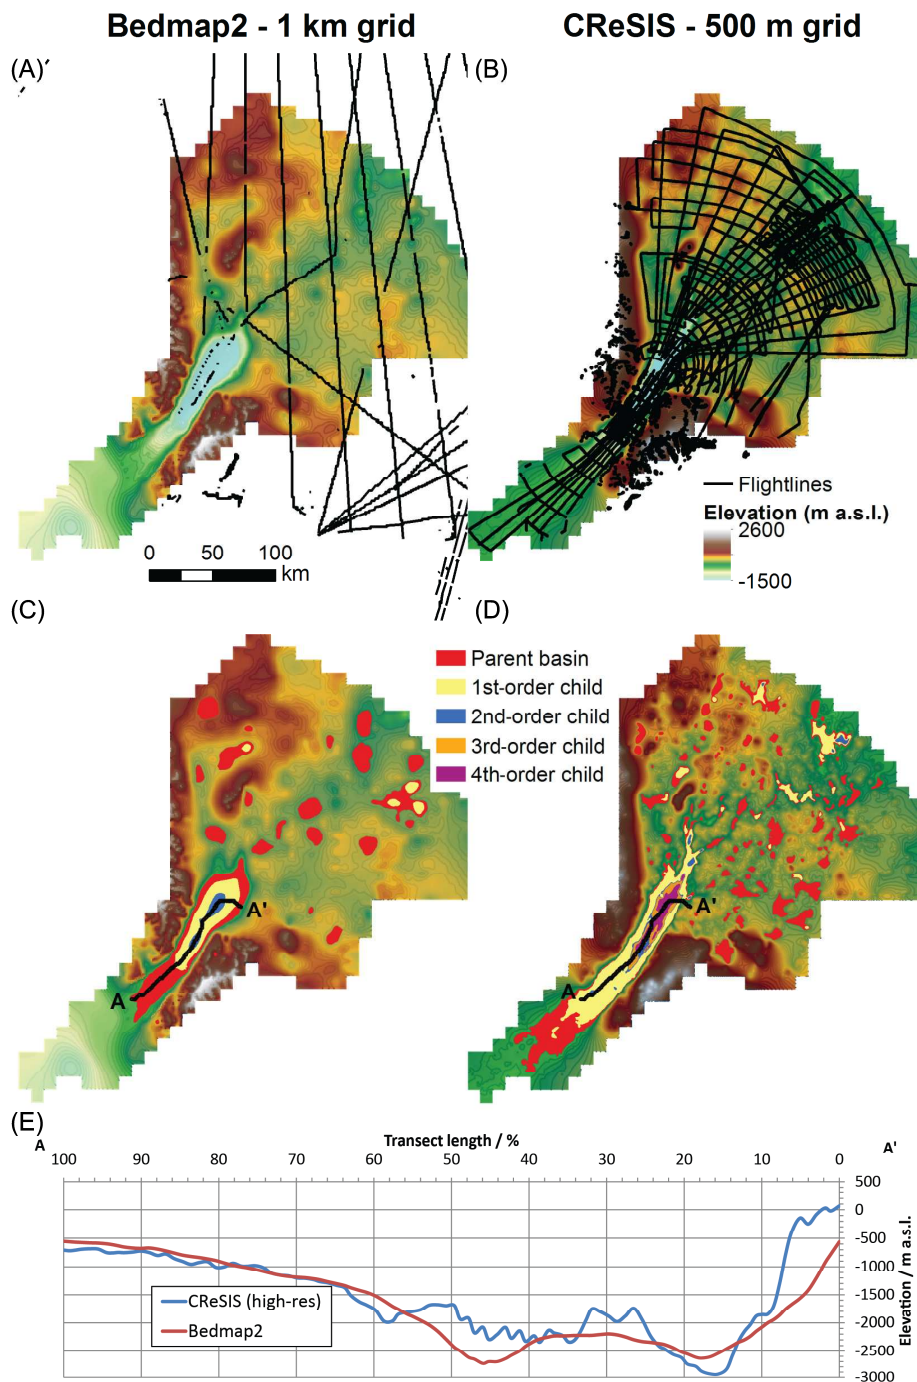 Bedmap2 - 1 km grid
CReSIS - 500 m grid
(A)
(B)
Flightlines
Elevation (m a.s.l.)
2600
-1500
0 50 100
km
(C)
(D)
Parent basin
1st-order child
2nd-order child
3rd-order child
4th-order child
A'
A
A'
A
(E)
A
Transect length / %
A'
100 90 80 70 60 50 40 30 20 10 0
500
0
-500
-1000
-1500
-2000
-2500
-3000
Elevation / m a.s.l.
CReSIS (high-res)
Bedmap2